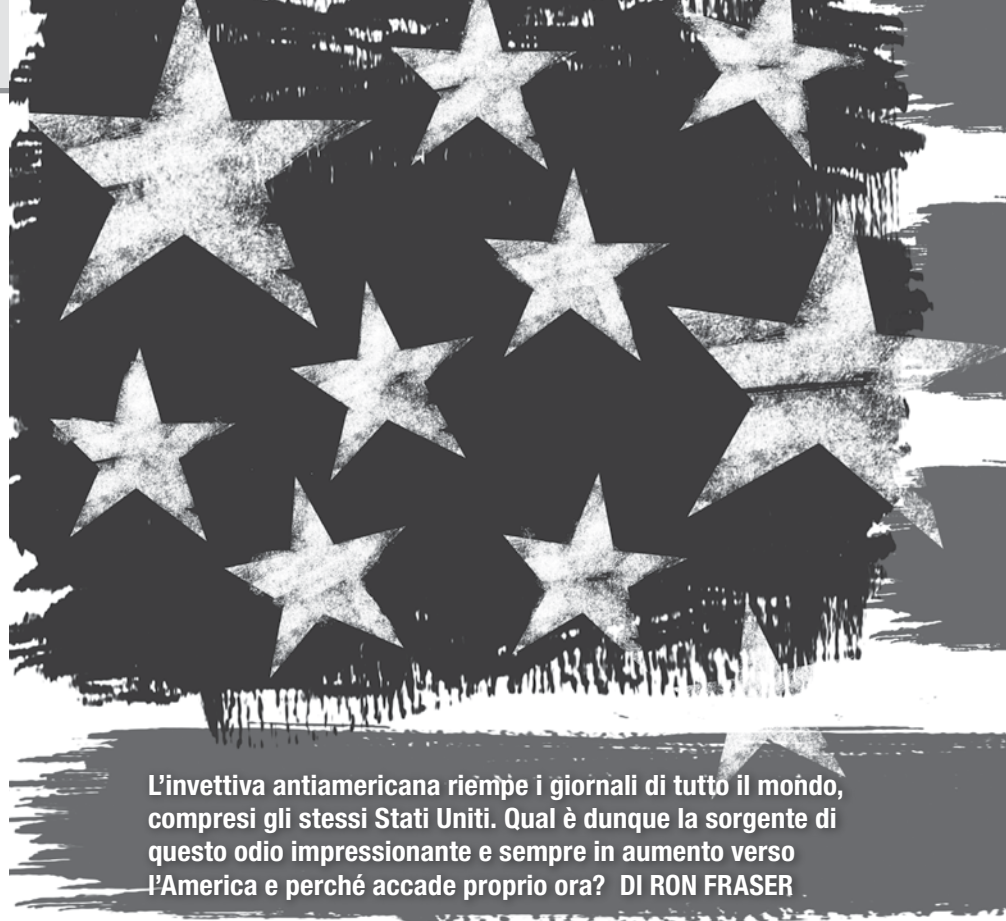 L’invettiva antiamericana riempe i giornali di tutto il mondo,
compresi gli stessi Stati Uniti. Qual è dunque la sorgente di
questo odio impressionante e sempre in aumento verso
l’America e perché accade proprio ora? DI RON FRASER